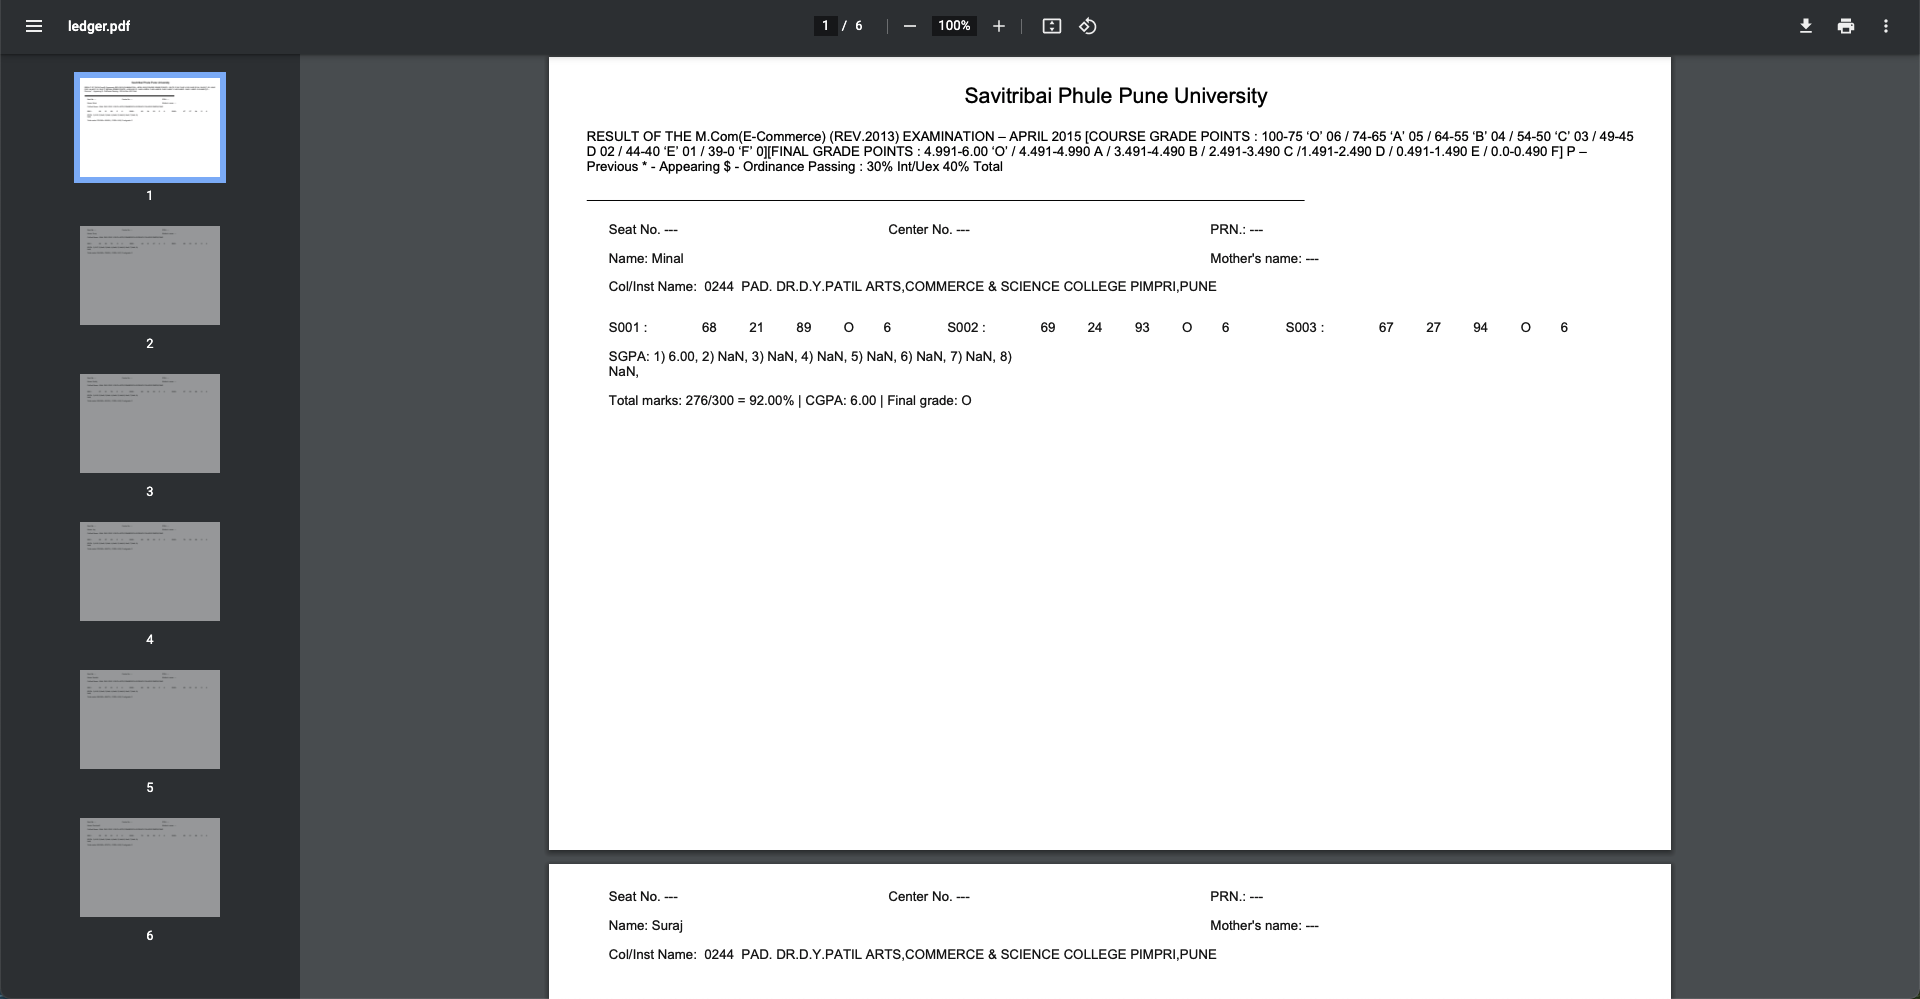 ledger.pdf
1 / 6
100%
1
2
3
4
5
6
Savitribai Phule Pune University
RESULT OF THE M.Com(E-Commerce) (REV.2013) EXAMINATION – APRIL 2015 [COURSE GRADE POINTS : 100-75 ‘O’ 06 / 74-65 ‘A’ 05 / 64-55 ‘B’ 04 / 54-50 ‘C’ 03 / 49-45
D 02 / 44-40 ‘E’ 01 / 39-0 ‘F’ 0][FINAL GRADE POINTS : 4.991-6.00 ‘O’ / 4.491-4.990 A / 3.491-4.490 B / 2.491-3.490 C /1.491-2.490 D / 0.491-1.490 E / 0.0-0.490 F] P –
Previous * - Appearing $ - Ordinance Passing : 30% Int/Uex 40% Total
Seat No. --- Center No. --- PRN.: ---
Name: Minal Mother's name: ---
Col/Inst Name: 0244 PAD. DR.D.Y.PATIL ARTS,COMMERCE & SCIENCE COLLEGE PIMPRI,PUNE
S001 : 68 21 89 O 6 S002 : 69 24 93 O 6 S003 : 67 27 94 O 6
SGPA: 1) 6.00, 2) NaN, 3) NaN, 4) NaN, 5) NaN, 6) NaN, 7) NaN, 8)
NaN,
Total marks: 276/300 = 92.00% | CGPA: 6.00 | Final grade: O
Seat No. --- Center No. --- PRN.: ---
Name: Suraj Mother's name: ---
Col/Inst Name: 0244 PAD. DR.D.Y.PATIL ARTS,COMMERCE & SCIENCE COLLEGE PIMPRI,PUNE